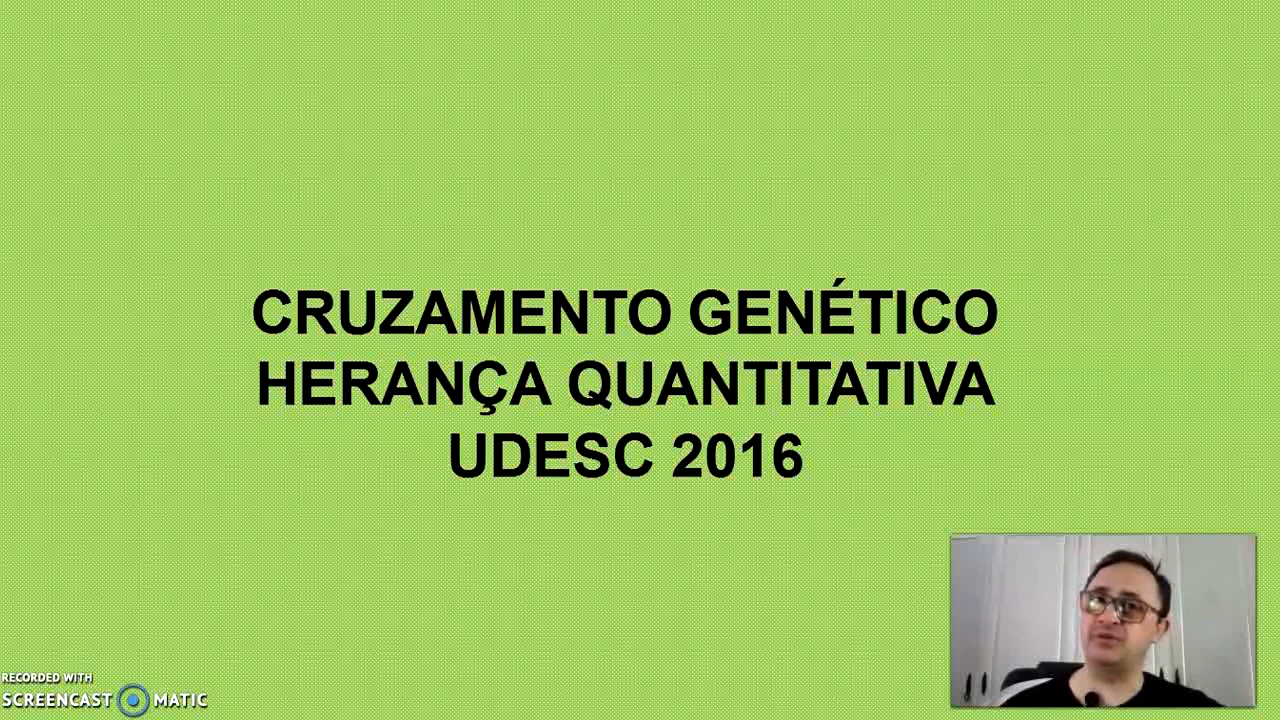 CRUZAMENTO GENÉTICO
HERANÇA QUANTITATIVA
UDESC 2016
RECORDED WITH
SCREENCAST MATIC